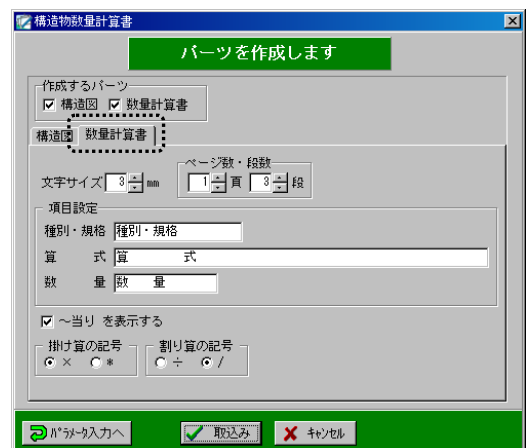 構造物数量計算書
パーツを作成します
作成するパーツ
構造図 数量計算書
構造図 数量計算書
ページ数・段数
文字サイズ 3 mm 1 頁 3 段
項目設定
種別・規格 種別・規格
算 式 算 式
数 量 数 量
～当り を表示する
掛け算の記号 割り算の記号
× * ÷ /
パラメータ入力へ 取込み キャンセル